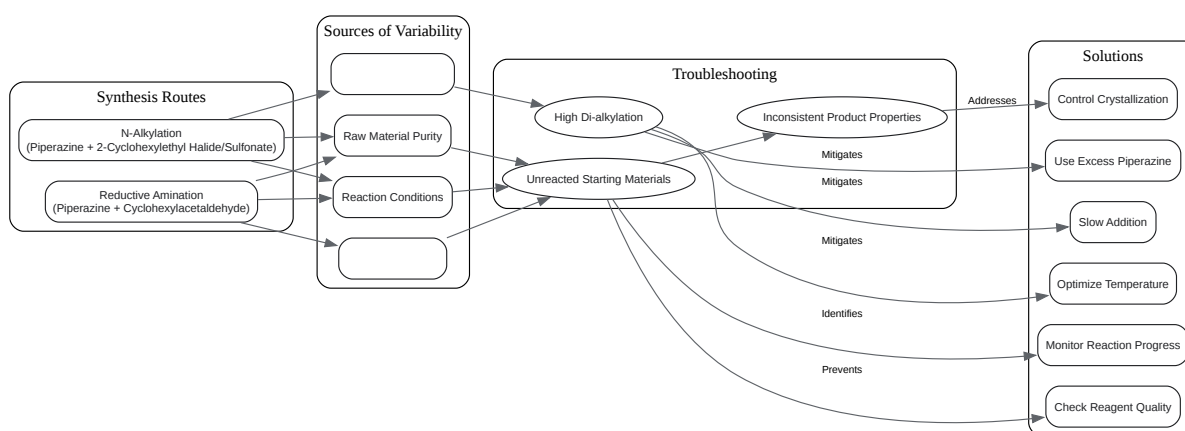 Synthesis Routes
N-Alkylation
(Piperazine + 2-Cyclohexylethyl Halide/Sulfonate)
Reductive Amination
(Piperazine + Cyclohexylacetaldehyde)
Sources of Variability
Raw Material Purity
Reaction Conditions
Troubleshooting
High Di-alkylation
Inconsistent Product Properties
Unreacted Starting Materials
Addresses
Mitigates
Mitigates
Mitigates
Identifies
Prevents
Solutions
Control Crystallization
Use Excess Piperazine
Slow Addition
Optimize Temperature
Monitor Reaction Progress
Check Reagent Quality